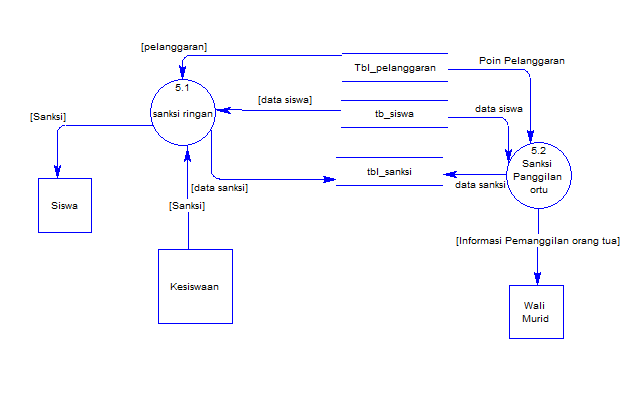 [pelanggaran]
Tbl_pelanggaran
Poin Pelanggaran
5.1
sanksi ringan
[data siswa]
tb_siswa
data siswa
[Sanksi]
5.2
Sanksi
Panggilan
ortu
tbl_sanksi
[data sanksi]
data sanksi
Siswa
[Sanksi]
[Informasi Pemanggilan orang tua]
Kesiswaan
Wali
Murid